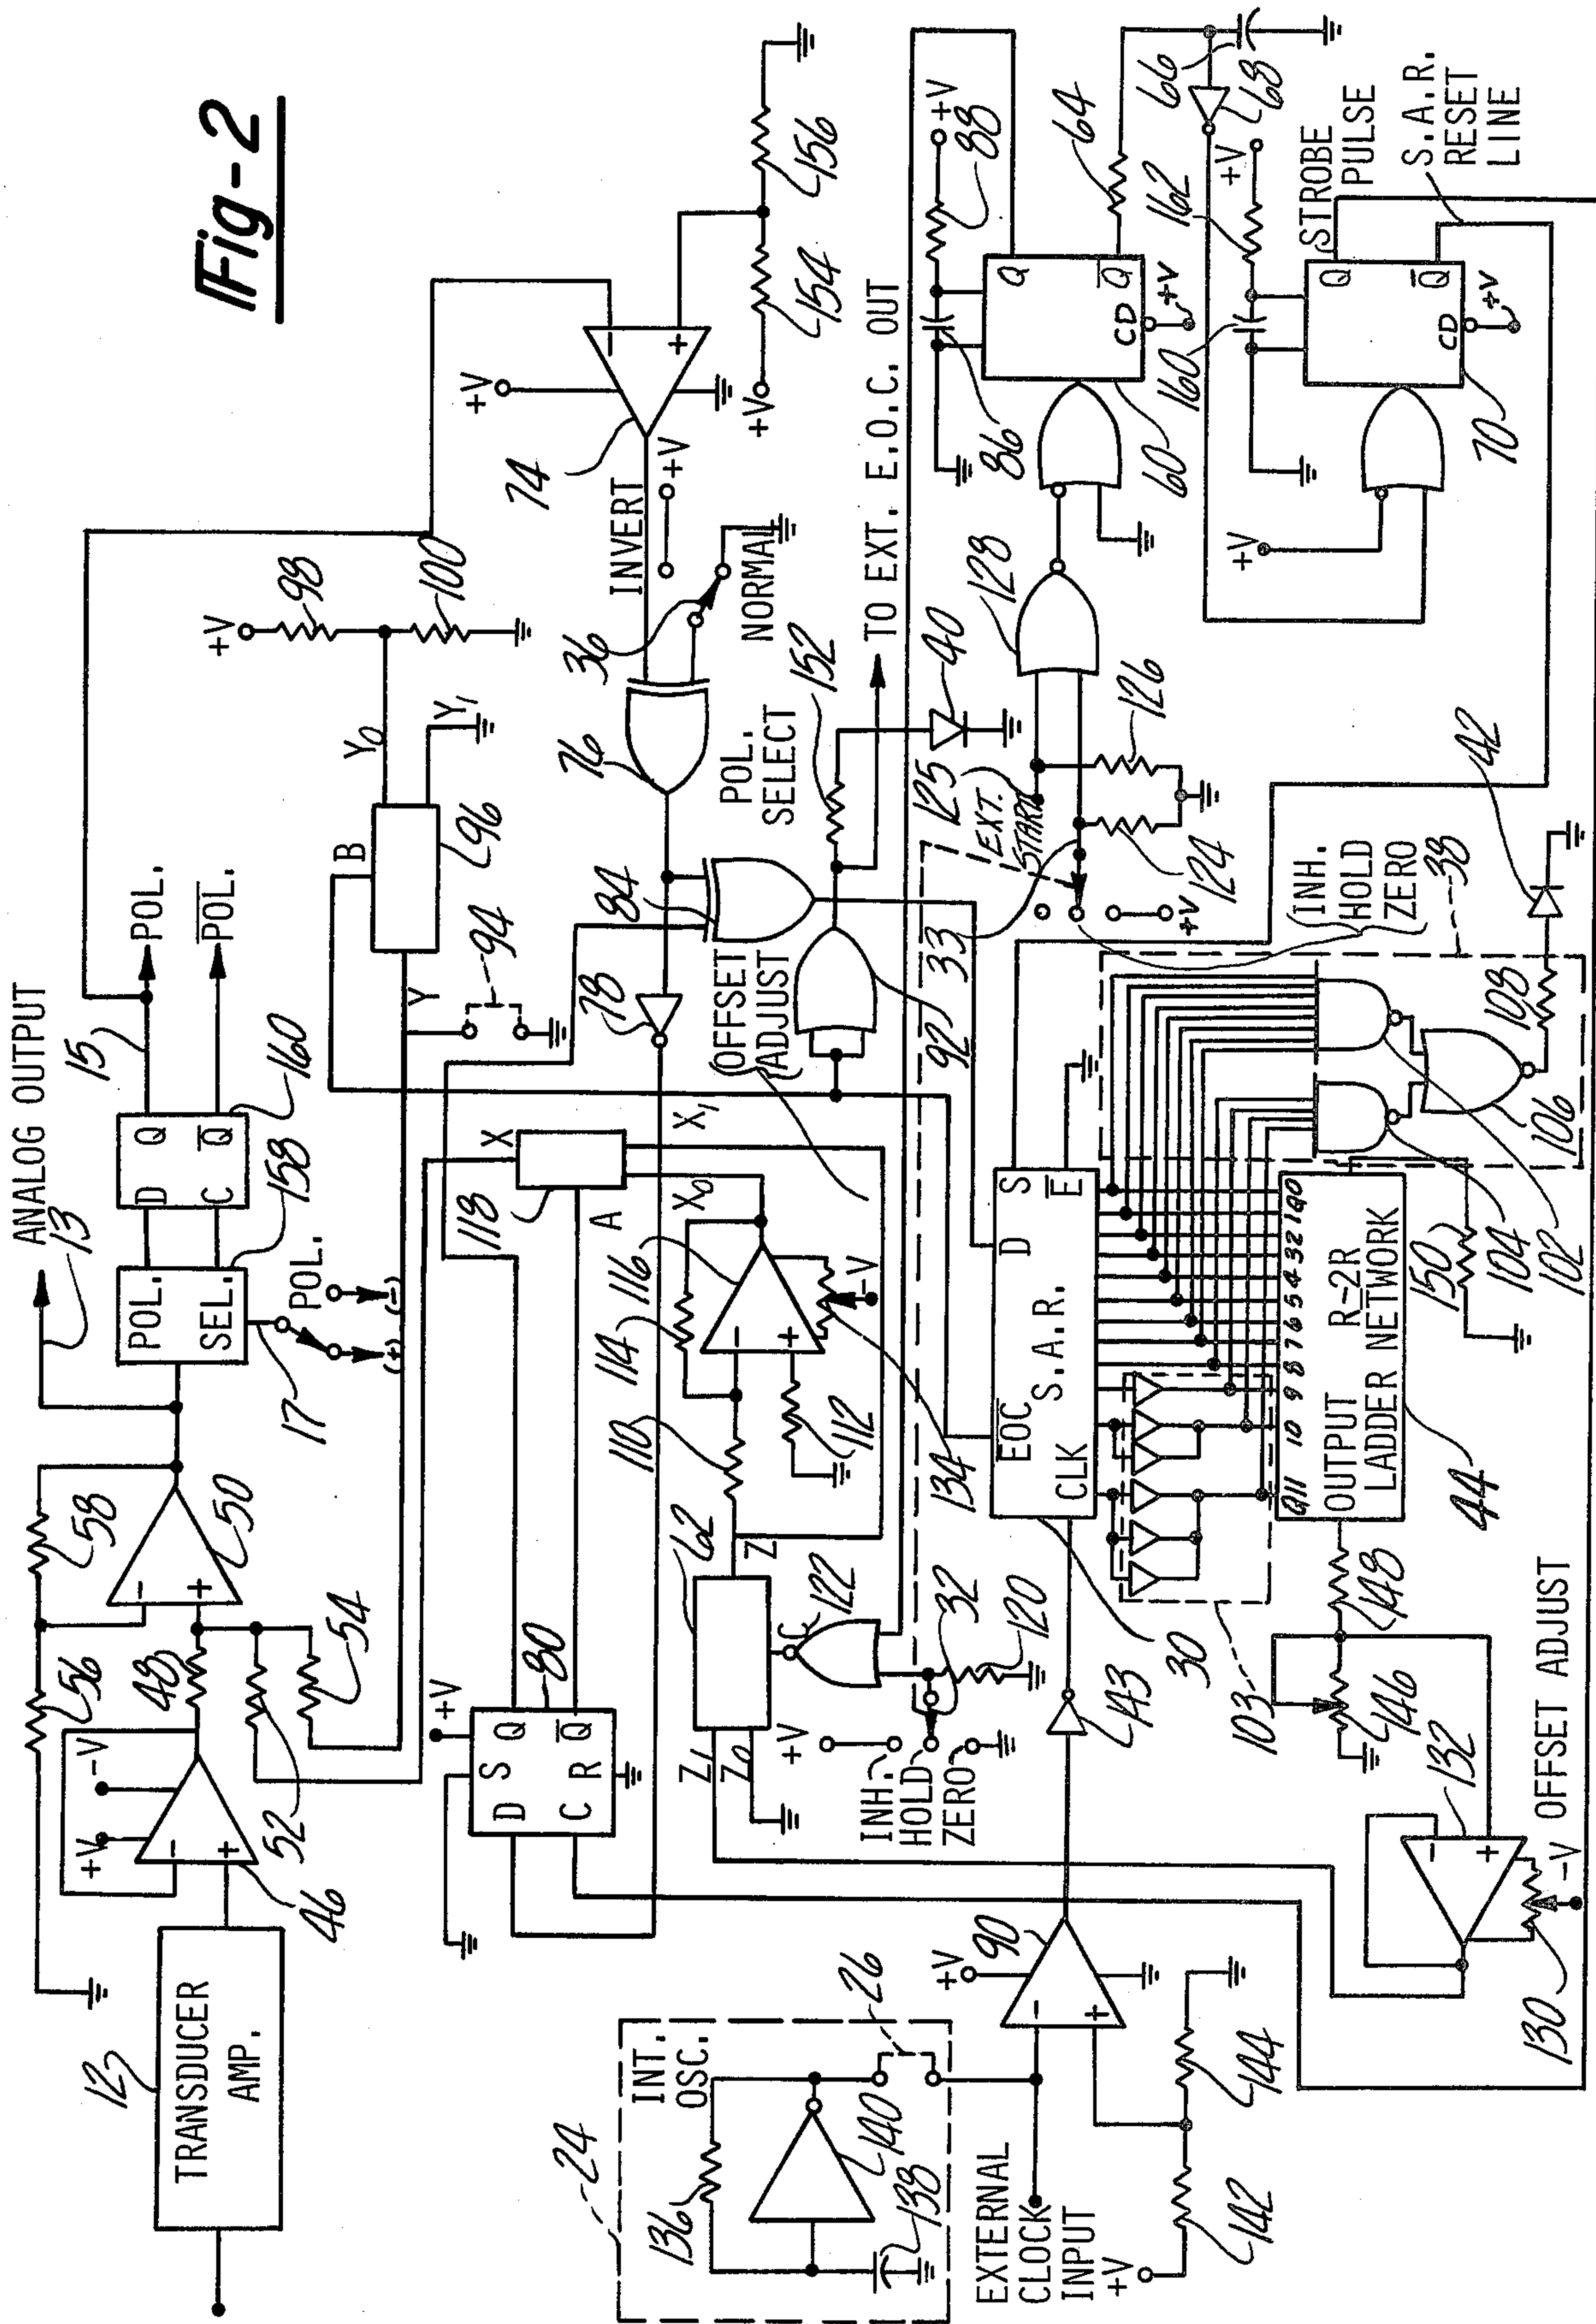 Fig-2
ANALOG OUTPUT
13
12
TRANSDUCER
AMP.
+V
-V
46
56
58
48
50
52
54
POL.
SEL.
17
POL.
(+)
(-)
158
D Q
C Q̅
160
15
POL.
P̅O̅L̅.
Y
94
B
96
Y0
Y1
+V
98
100
+V
74
INVERT
+V
36
NORMAL
76
+V
154
156
+V
S
D Q
C Q̅
R
80
118
X
A
X0
X1
78
84
POL.
SELECT
OFFSET
ADJUST
92
152
TO EXT. E.O.C. OUT
40
110
112
114
116
134
-V
62
Z
Z1
Z0
C
122
+V
INH.
HOLD
ZERO
32
120
24
INT.
OSC.
136
138
140
26
EXTERNAL
CLOCK
INPUT
+V
142
144
+V
90
143
30
E̅O̅C̅
CLK
S.A.R.
D
S
E̅
103
Q11 10 9 8 7 6 5 4 3 2 1 Q0
OUTPUT R-2R
LADDER NETWORK
44
150
104
102
106
108
38
42
33
EXT.
START
125
124
126
128
+V
INH.
HOLD
ZERO
86
88
+V
60
Q
Q̅
CD
+V
64
66
68
160
162
+V
+V
70
Q
Q̅
CD
+V
STROBE
PULSE
S.A.R.
RESET
LINE
148
146
132
130
-V
OFFSET ADJUST